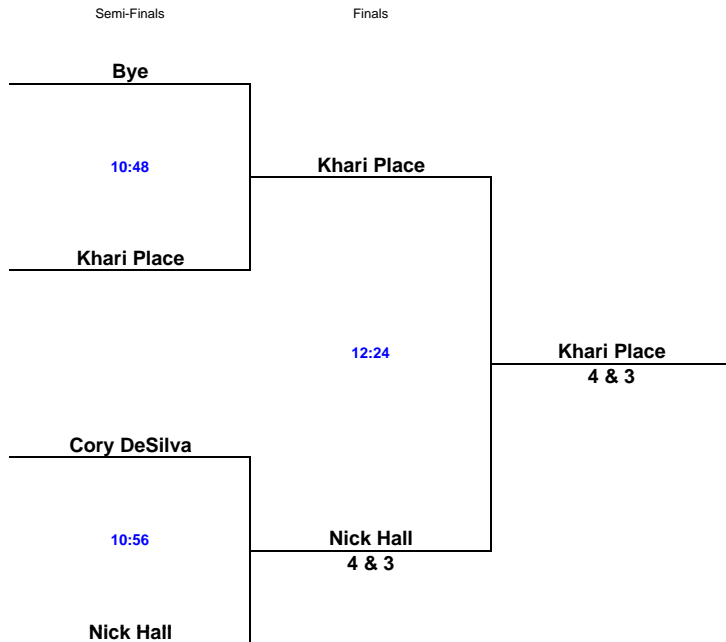 Semi-Finals Finals
Bye
10:48 Khari Place
Khari Place
12:24 Khari Place
4 & 3
Cory DeSilva
10:56 Nick Hall
4 & 3
Nick Hall